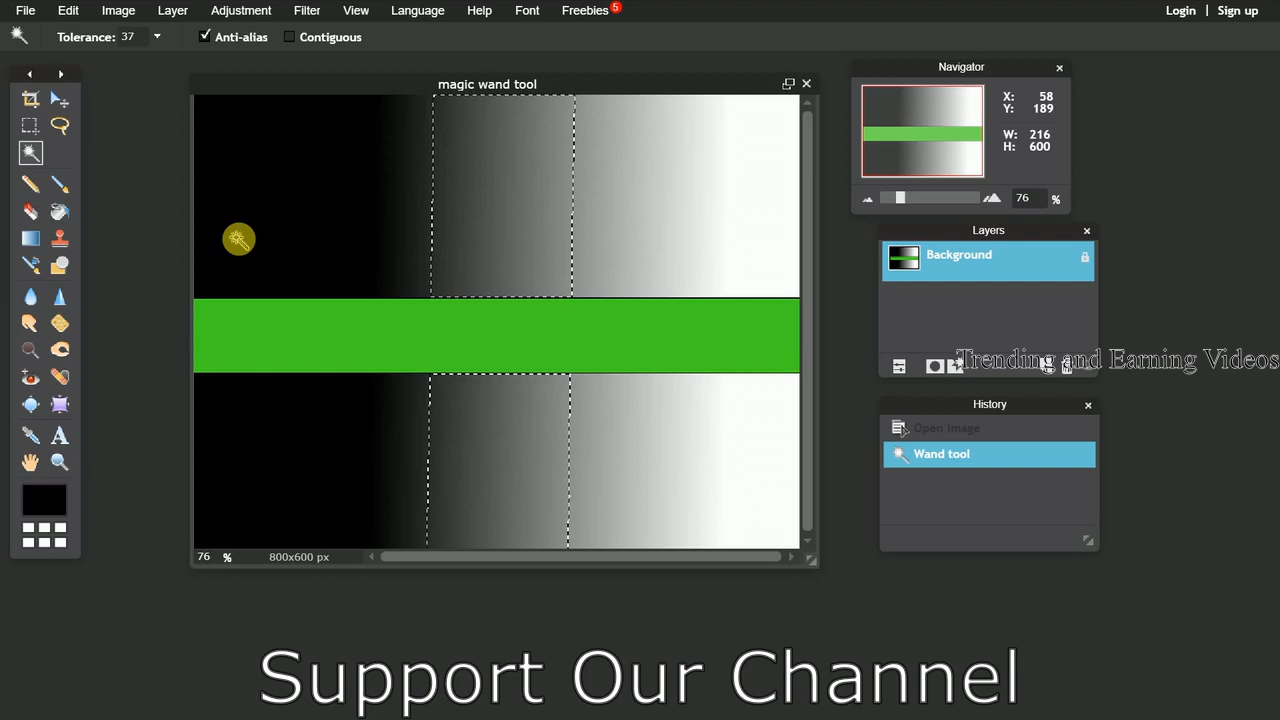 File Edit Image Layer Adjustment Filter View Language Help Font Freebies 5 Login | Sign up
Tolerance: 37 Anti-alias Contiguous
magic wand tool
Navigator
X: 58
Y: 189
W: 216
H: 600
76 %
Layers
Background
Trending and Earning Videos
History
Open image
Wand tool
A
76 % 800x600 px
Support Our Channel